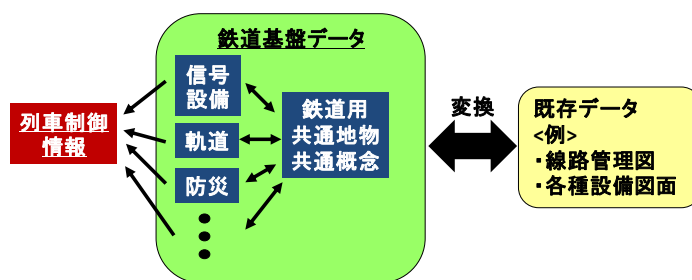 鉄道基盤データ
信号
設備
軌道
防災
鉄道用
共通地物
共通概念
列車制御
情報
変換
既存データ
<例>
・線路管理図
・各種設備図面